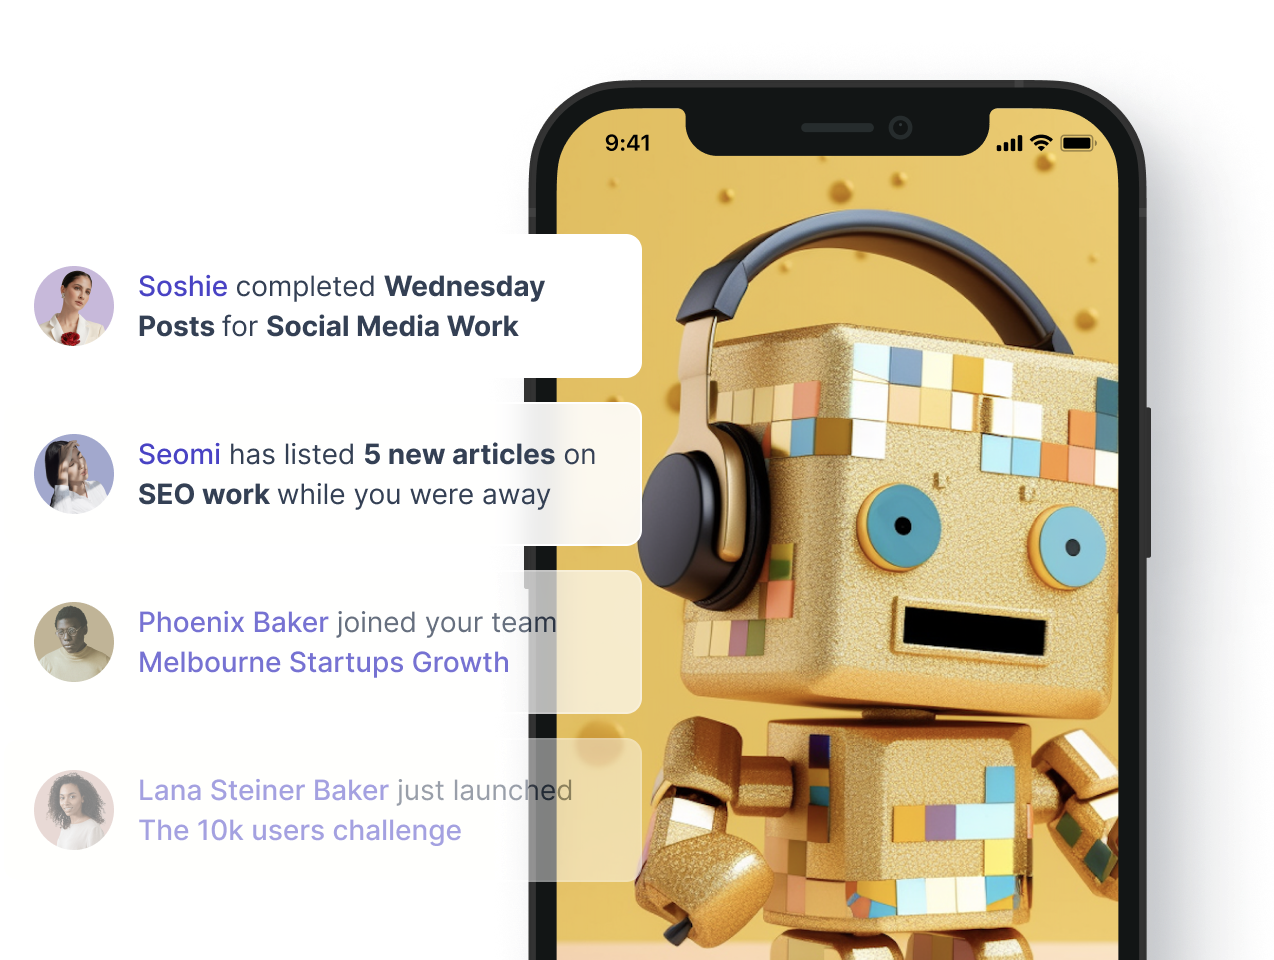 9:41
Soshie completed Wednesday
Posts for Social Media Work
Seomi has listed 5 new articles on
SEO work while you were away
Phoenix Baker joined your team
Melbourne Startups Growth
Lana Steiner Baker just launched
The 10k users challenge